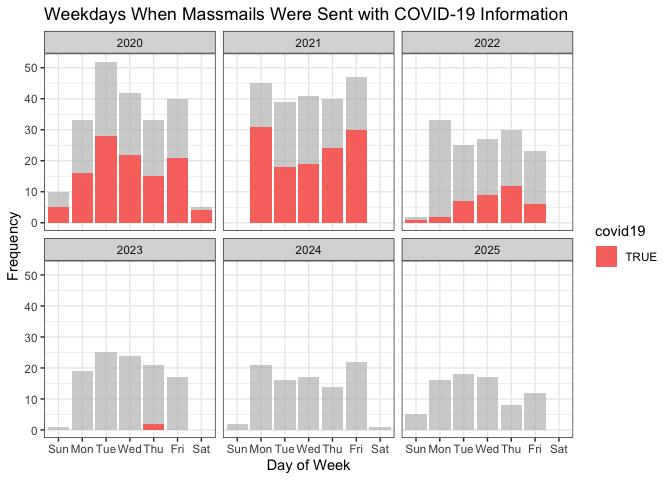 Weekdays When Massmails Were Sent with COVID-19 Information
2020 2021 2022
50
40
30
20
10
0
2023 2024 2025
50
40
30
20
10
0
Sun Mon Tue Wed Thu Fri Sat Sun Mon Tue Wed Thu Fri Sat Sun Mon Tue Wed Thu Fri Sat
Day of Week
Frequency
covid19
TRUE